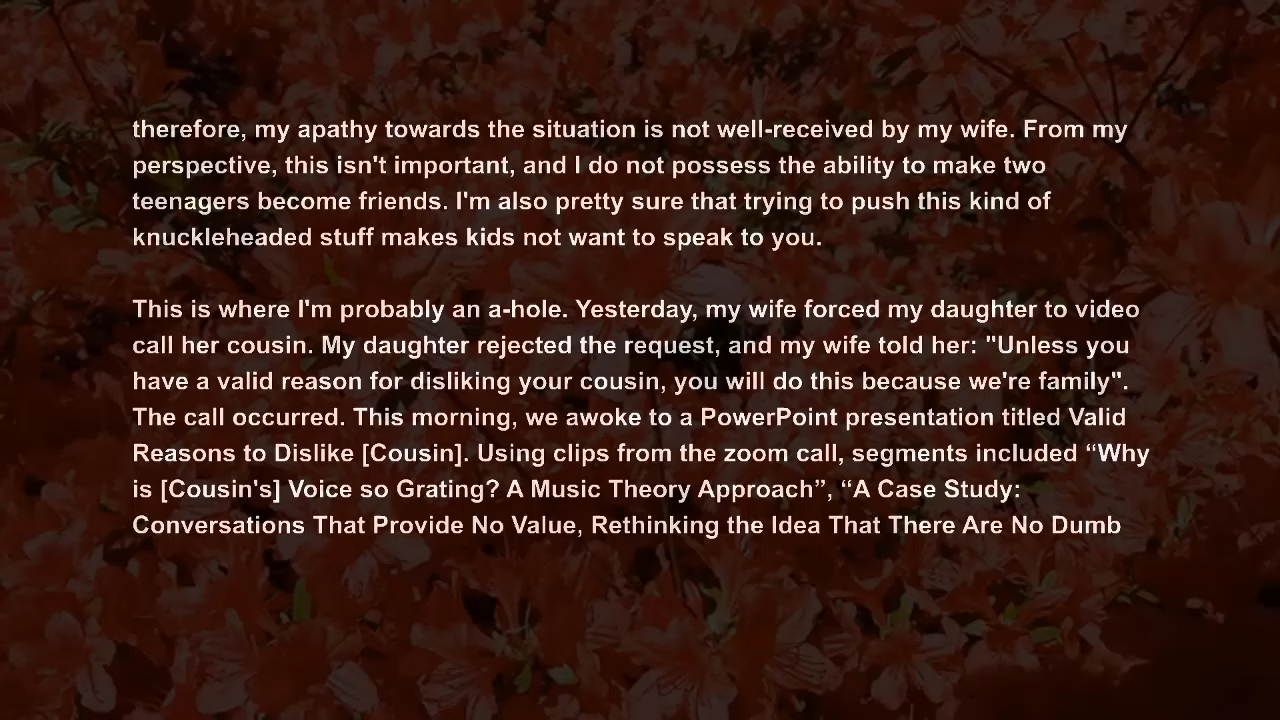 therefore, my apathy towards the situation is not well-received by my wife. From my
perspective, this isn't important, and I do not possess the ability to make two
teenagers become friends. I'm also pretty sure that trying to push this kind of
knuckleheaded stuff makes kids not want to speak to you.
This is where I'm probably an a-hole. Yesterday, my wife forced my daughter to video
call her cousin. My daughter rejected the request, and my wife told her: "Unless you
have a valid reason for disliking your cousin, you will do this because we're family".
The call occurred. This morning, we awoke to a PowerPoint presentation titled Valid
Reasons to Dislike [Cousin]. Using clips from the zoom call, segments included “Why
is [Cousin's] Voice so Grating? A Music Theory Approach”, “A Case Study:
Conversations That Provide No Value, Rethinking the Idea That There Are No Dumb